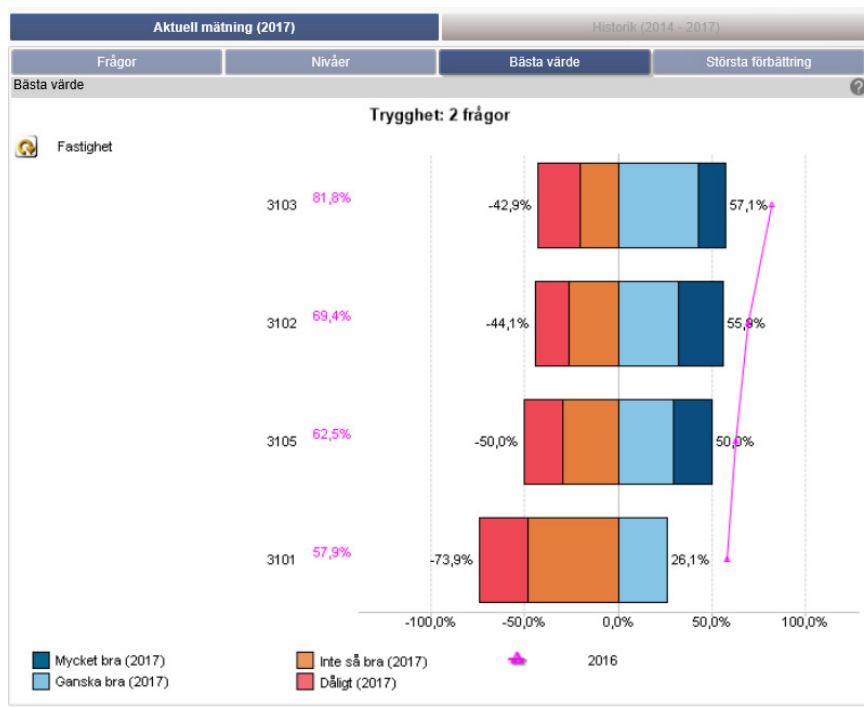 Aktuell mätning (2017) Historik (2014 - 2017)
Frågor Nivåer Bästa värde Största förbättring
Bästa värde ?
Trygghet: 2 frågor
Fastighet
3103 81,8% -42,9% 57,1%
3102 69,4% -44,1% 55,9%
3105 62,5% -50,0% 50,0%
3101 57,9% -73,9% 26,1%
-100,0% -50,0% 0,0% 50,0% 100,0%
Mycket bra (2017) Inte så bra (2017) 2016
Ganska bra (2017) Dåligt (2017)